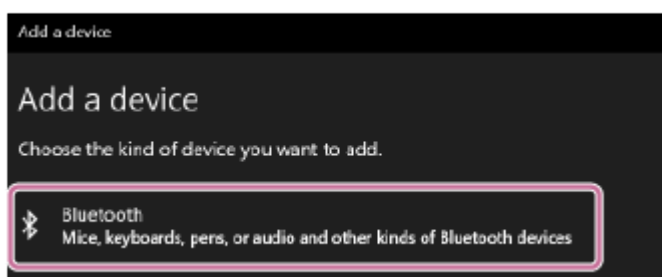 Add a device
Add a device
Choose the kind of device you want to add.
Bluetooth
Mice, keyboards, pens, or audio and other kinds of Bluetooth devices